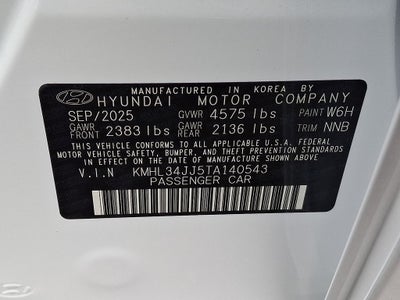 MANUFACTURED IN KOREA BY
HYUNDAI MOTOR COMPANY
SEP/2025 GVWR 4575 lbs PAINT W6H
GAWR FRONT 2383 lbs GAWR REAR 2136 lbs TRIM NNB
THIS VEHICLE CONFORMS TO ALL APPLICABLE FEDERAL
MOTOR VEHICLE SAFETY, BUMPER, AND THEFT PREVENTION STANDARDS
IN EFFECT ON THE DATE OF MANUFACTURE SHOWN ABOVE.
V.I.N KMHL34JJ5TA140543
PASSENGER CAR